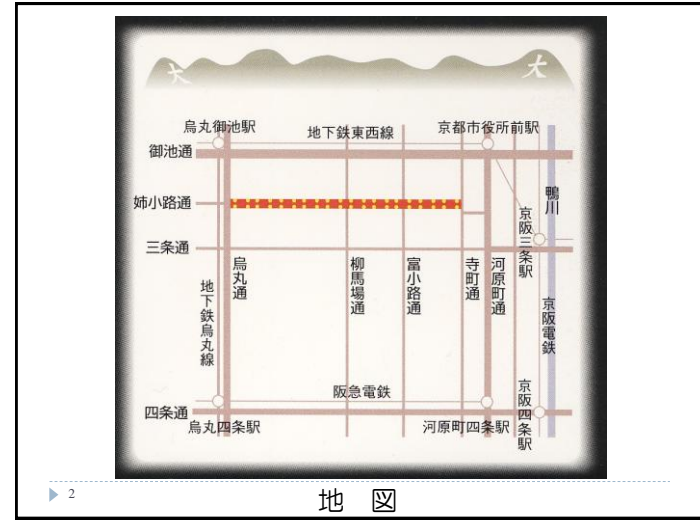 大
大
烏丸御池駅
地下鉄東西線
京都市役所前駅
御池通
姉小路通
鴨川
京阪三条駅
三条通
烏丸通
柳馬場通
富小路通
寺町通
河原町通
地下鉄烏丸線
京阪電鉄
阪急電鉄
京阪四条駅
四条通
烏丸四条駅
河原町四条駅
2
地 図